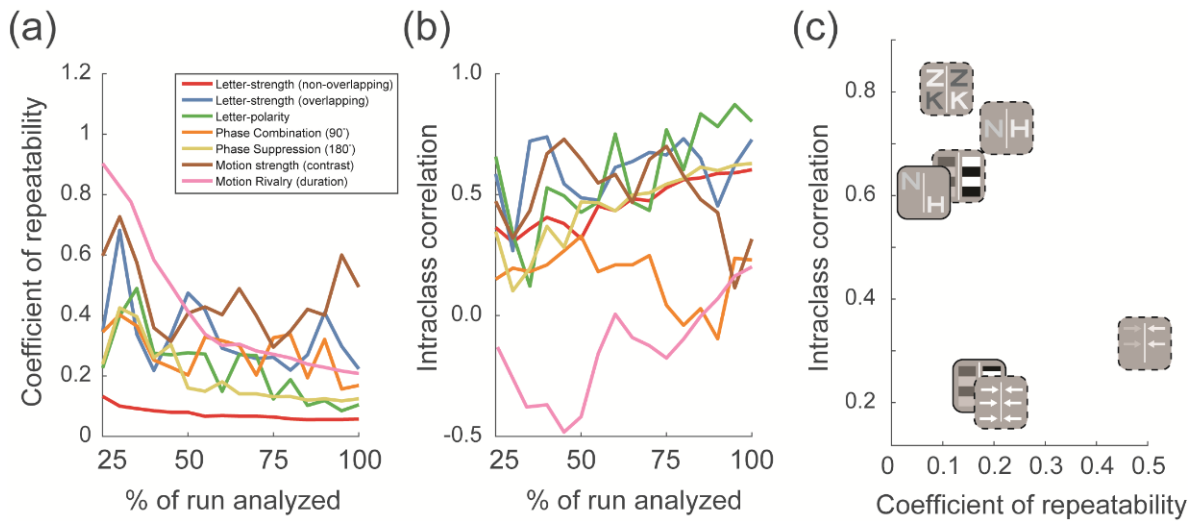 (a)
Coefficient of repeatability
1.2
1
0.8
0.6
0.4
0.2
0
Letter-strength (non-overlapping)
Letter-strength (overlapping)
Letter-polarity
Phase Combination (90˚)
Phase Suppression (180˚)
Motion strength (contrast)
Motion Rivalry (duration)
25 50 75 100
% of run analyzed
(b)
Intraclass correlation
1.0
0.5
0.0
-0.5
25 50 75 100
% of run analyzed
(c)
Intraclass correlation
0.8
0.6
0.4
0.2
Z Z
K K
N H
N
H
0 0.1 0.2 0.3 0.4 0.5
Coefficient of repeatability